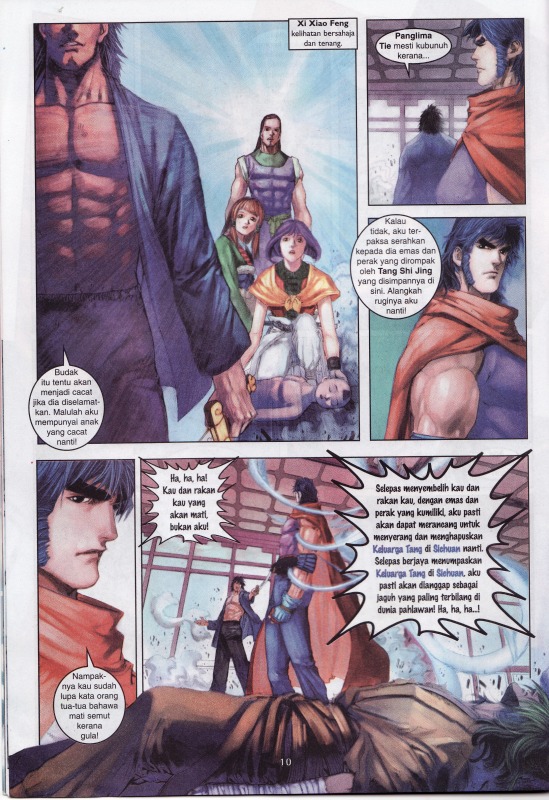 Xi Xiao Feng
kelihatan bersahaja
dan tenang.
Budak
itu tentu akan
menjadi cacat
jika dia diselamat-
kan. Malulah aku
mempunyai anak
yang cacat
nanti!
Panglima
Tie mesti kubunuh
kerana...
Kalau
tidak, aku ter-
paksa serahkan
kepada dia emas dan
perak yang dirompak
oleh Tang Shi Jing
yang disimpannya di
sini. Alangkah
ruginya aku
nanti!
Nampak-
nya kau sudah
lupa kata orang
tua-tua bahawa
mati semut
kerana
gula!
Ha, ha, ha!
Kau dan rakan
kau yang
akan mati,
bukan aku!
Selepas menyembelih kau dan
rakan kau, dengan emas dan
perak yang kumiliki, aku pasti
akan dapat merancang untuk
menyerang dan menghapuskan
Keluarga Tang di Sichuan nanti.
Selepas berjaya menumpaskan
Keluarga Tang di Sichuan, aku
pasti akan dianggap sebagai
jaguh yang paling terbilang di
dunia pahlawan! Ha, ha, ha..!
10